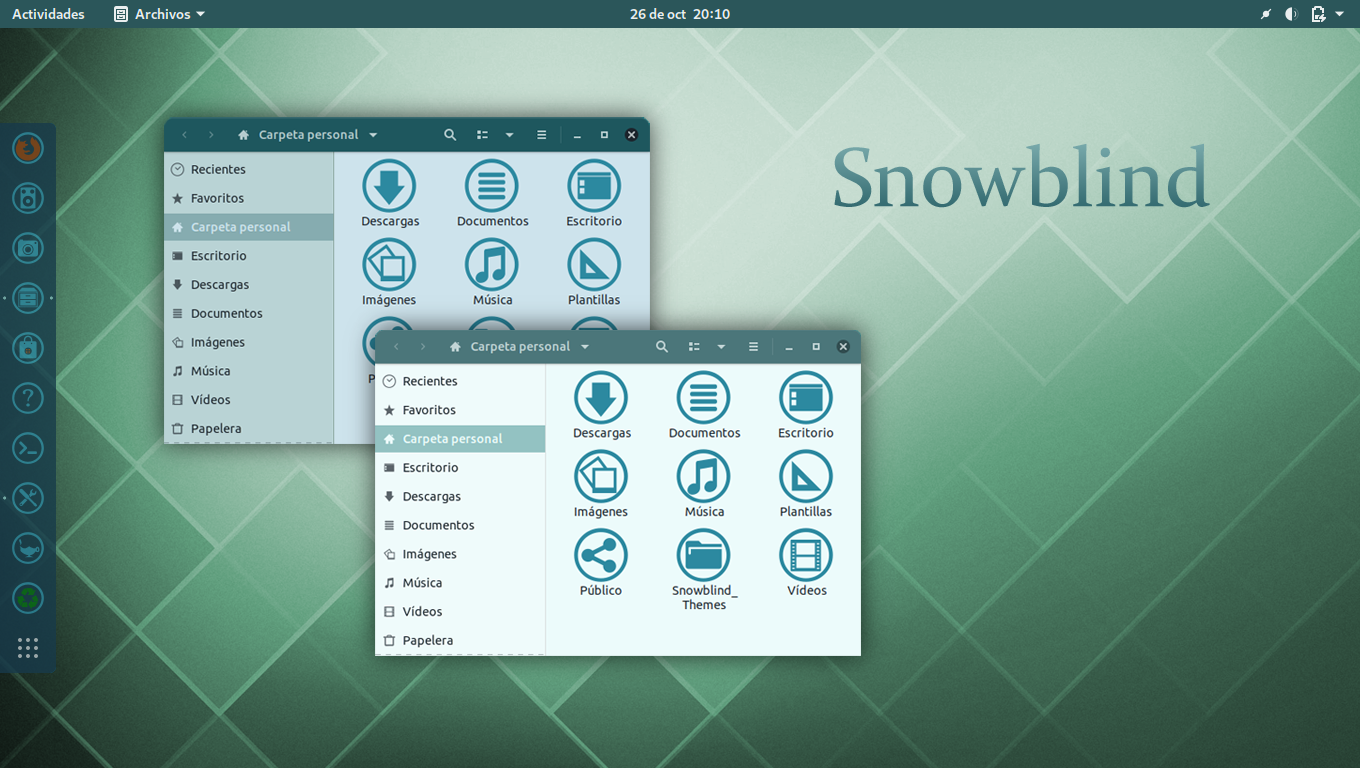 Actividades
Archivos
26 de oct 20:10
Snowblind
Carpeta personal
Recientes
Favoritos
Carpeta personal
Escritorio
Descargas
Documentos
Imágenes
Música
Vídeos
Papelera
Descargas
Documentos
Escritorio
Imágenes
Música
Plantillas
Carpeta personal
Recientes
Favoritos
Carpeta personal
Escritorio
Descargas
Documentos
Imágenes
Música
Vídeos
Papelera
Descargas
Documentos
Escritorio
Imágenes
Música
Plantillas
Público
Snowblind_
Themes
Vídeos